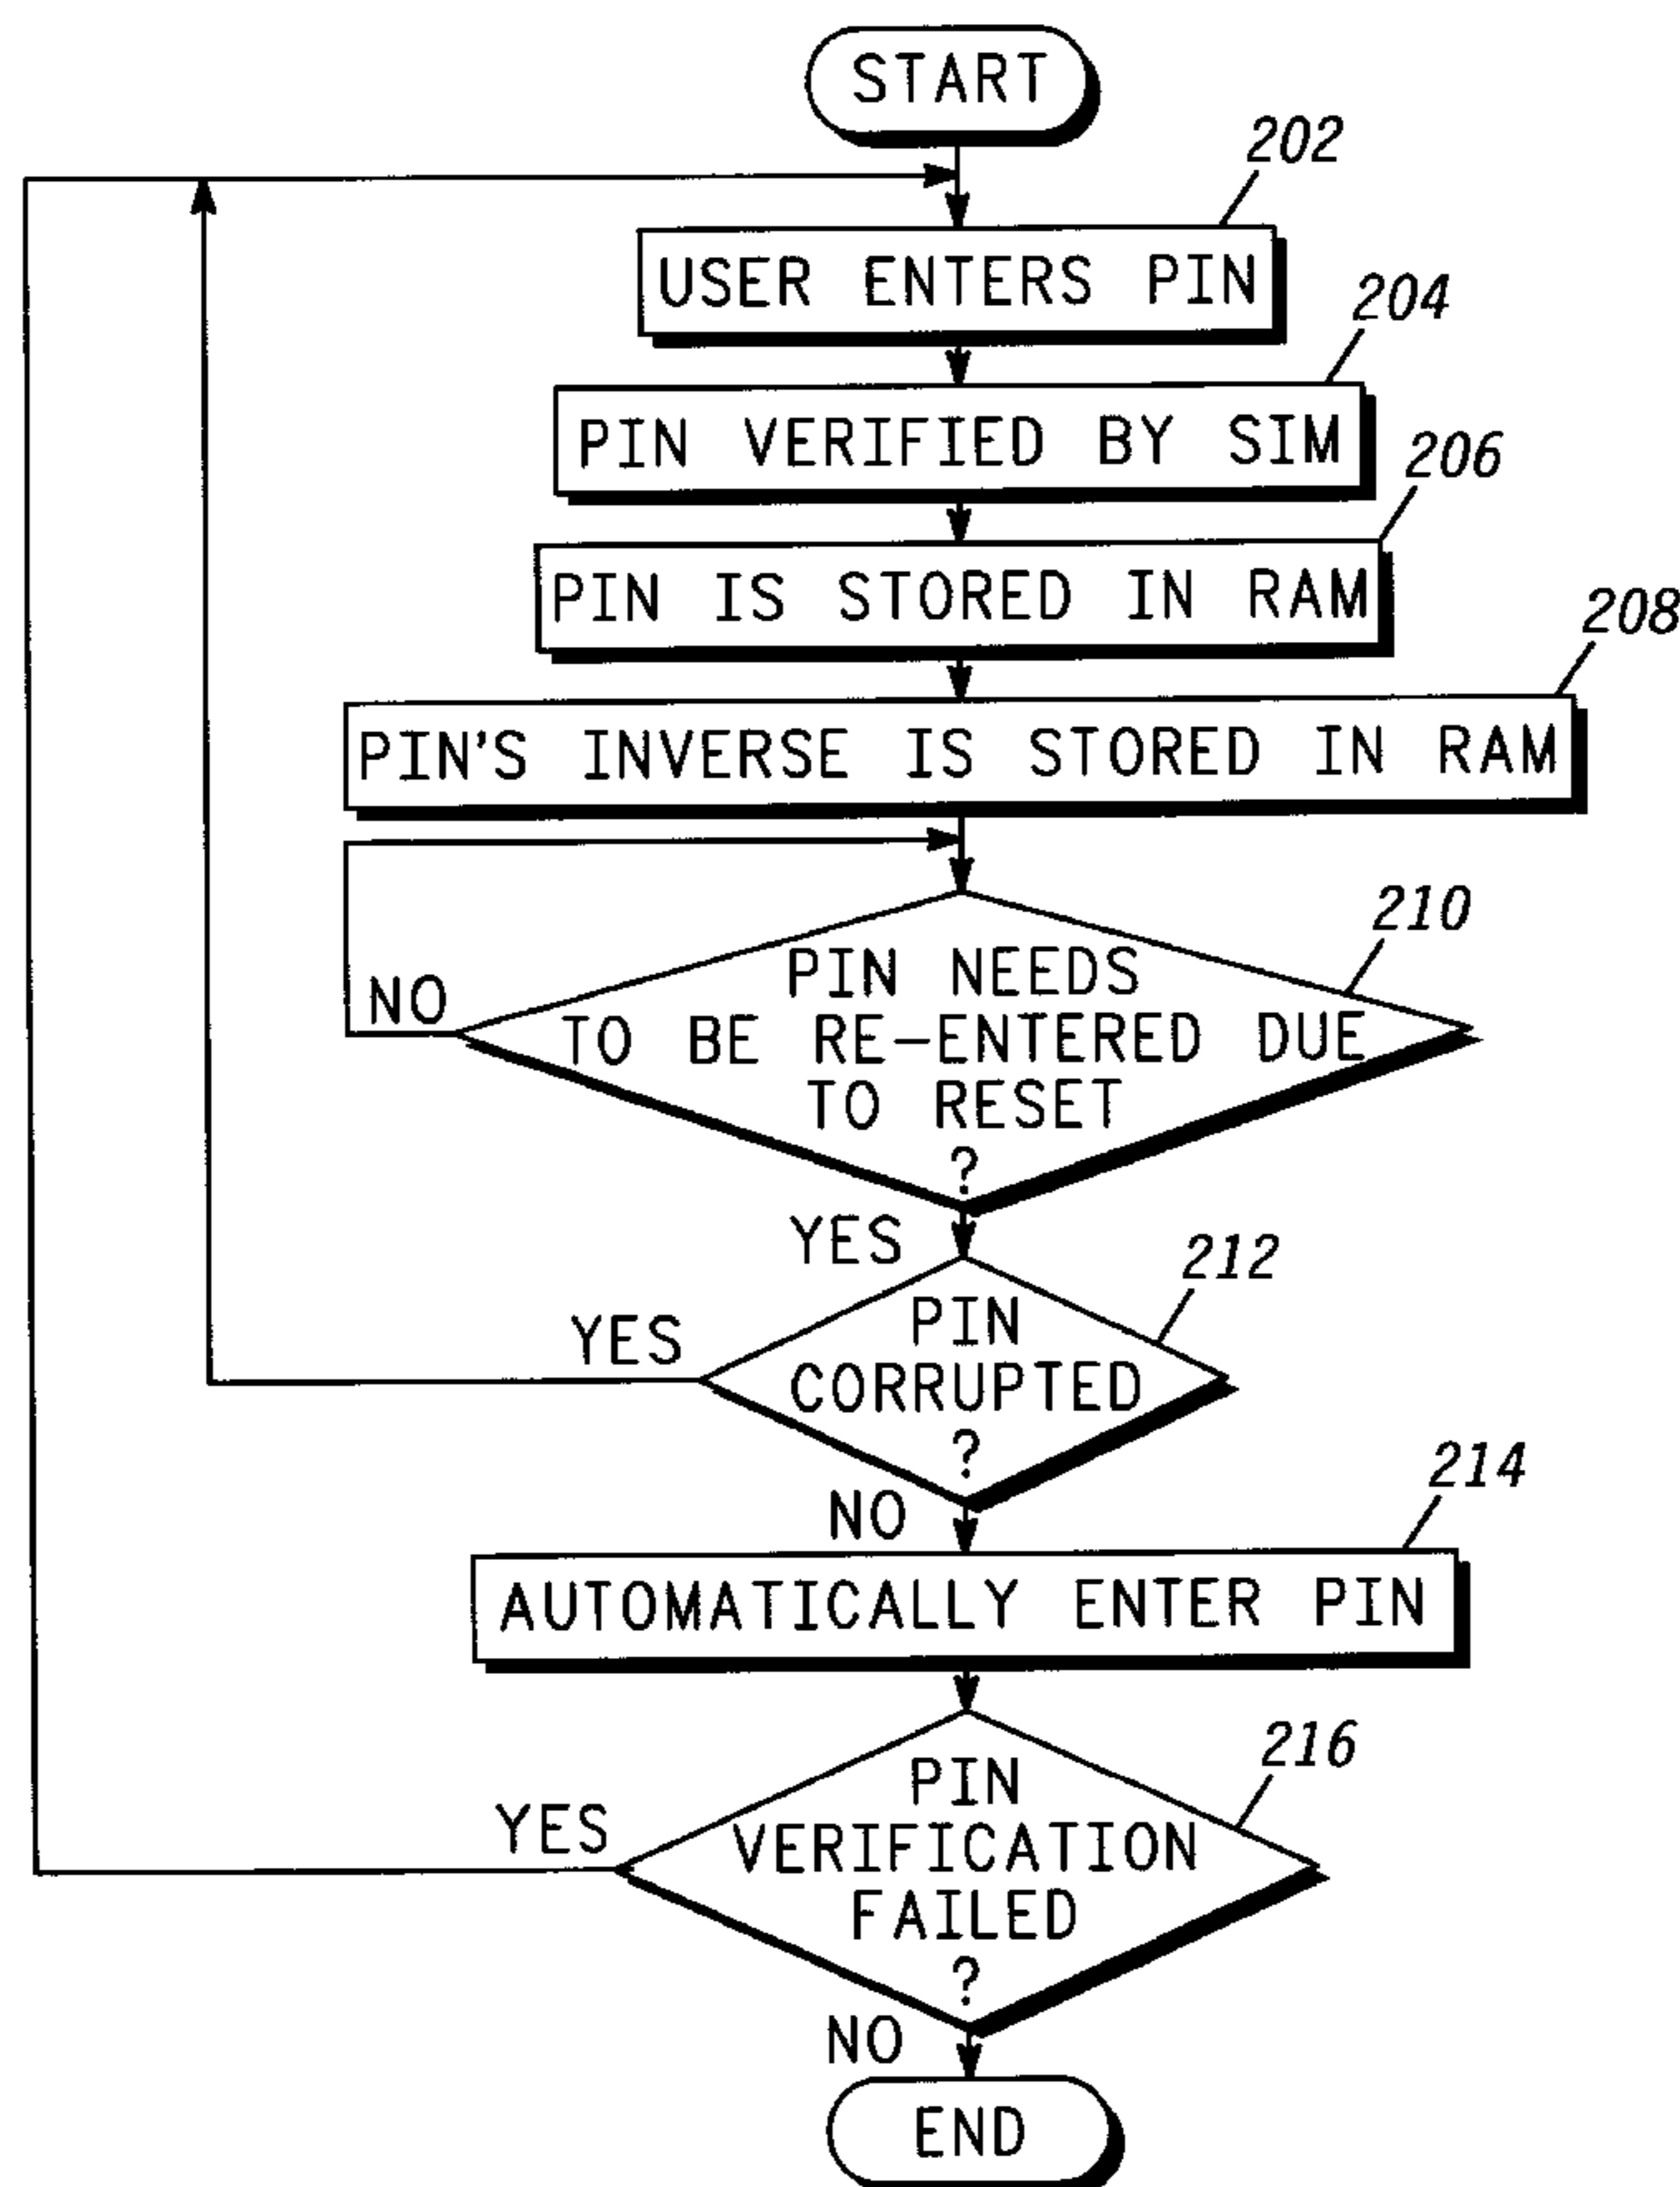 START
202
USER ENTERS PIN
204
PIN VERIFIED BY SIM
206
PIN IS STORED IN RAM
208
PIN'S INVERSE IS STORED IN RAM
210
PIN NEEDS
NO
TO BE RE-ENTERED DUE
TO RESET
?
YES
212
PIN
YES
CORRUPTED
?
NO
214
AUTOMATICALLY ENTER PIN
216
PIN
YES
VERIFICATION
FAILED
?
NO
END